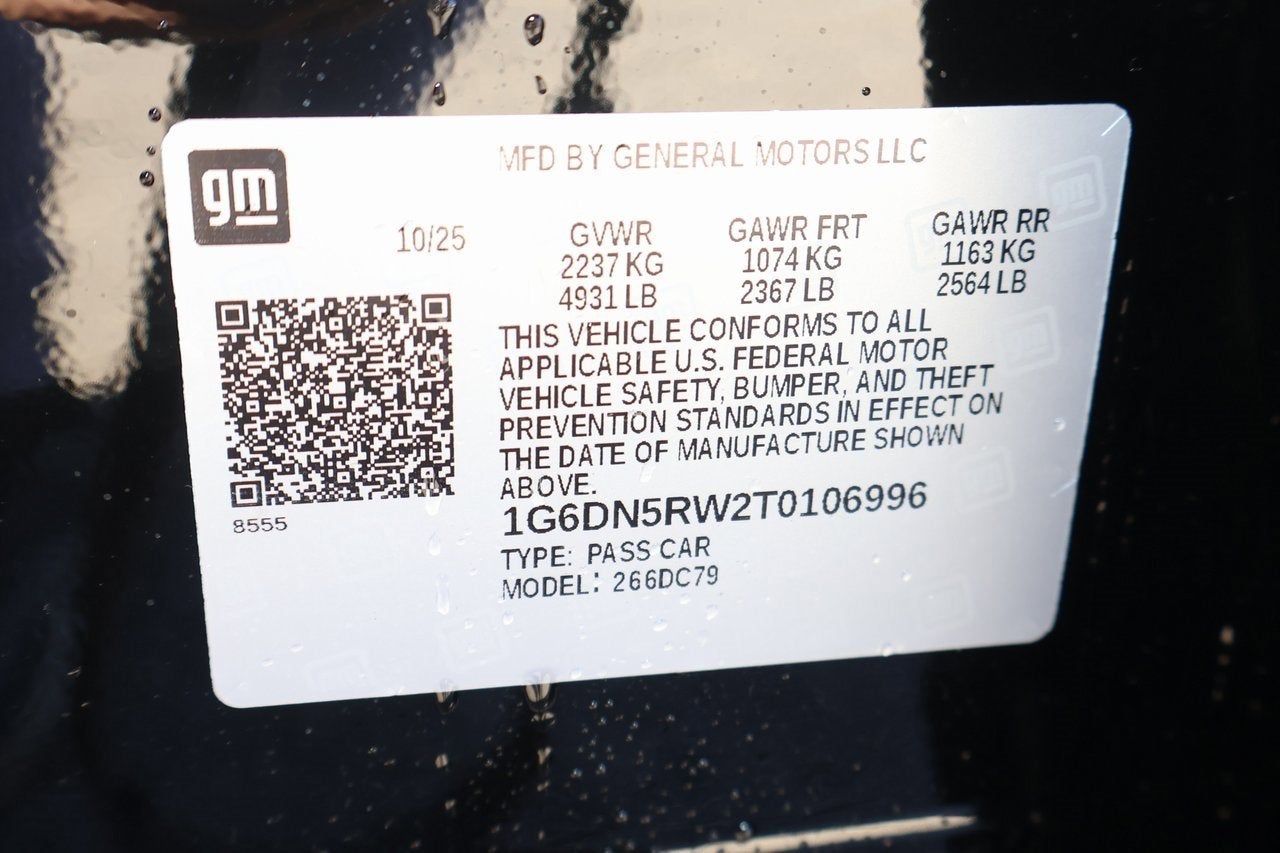 gm
MFD BY GENERAL MOTORS LLC
10/25
GVWR GAWR FRT GAWR RR
2237 KG 1074 KG 1163 KG
4931 LB 2367 LB 2564 LB
THIS VEHICLE CONFORMS TO ALL
APPLICABLE U.S. FEDERAL MOTOR
VEHICLE SAFETY, BUMPER, AND THEFT
PREVENTION STANDARDS IN EFFECT ON
THE DATE OF MANUFACTURE SHOWN
ABOVE.
8555
1G6DN5RW2T0106996
TYPE: PASS CAR
MODEL: 266DC79